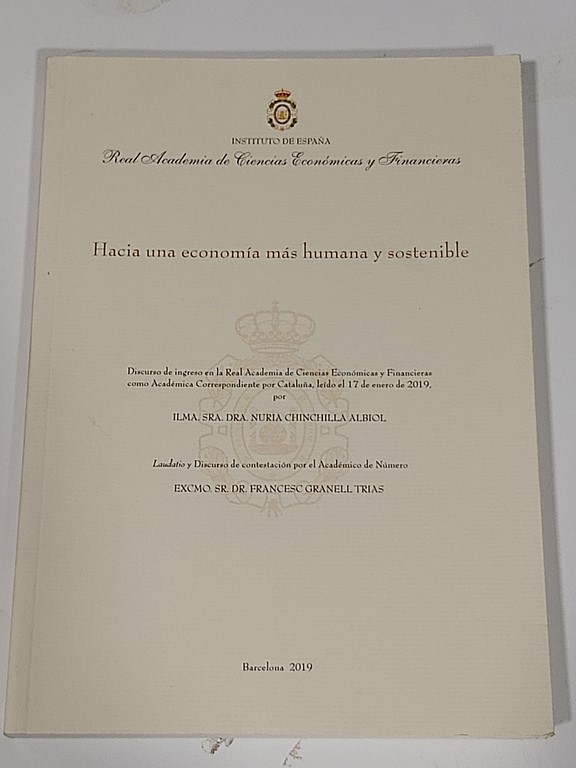 INSTITUTO DE ESPAÑA
Real Academia de Ciencias Económicas y Financieras
Hacia una economía más humana y sostenible
Discurso de ingreso en la Real Academia de Ciencias Económicas y Financieras
como Académica Correspondiente por Cataluña, leído el 17 de enero de 2019,
por
ILMA. SRA. DRA. NURIA CHINCHILLA ALBIOL
Laudatio y Discurso de contestación por el Académico de Número
EXCMO. SR. DR. FRANCESC GRANELL TRIAS
Barcelona 2019